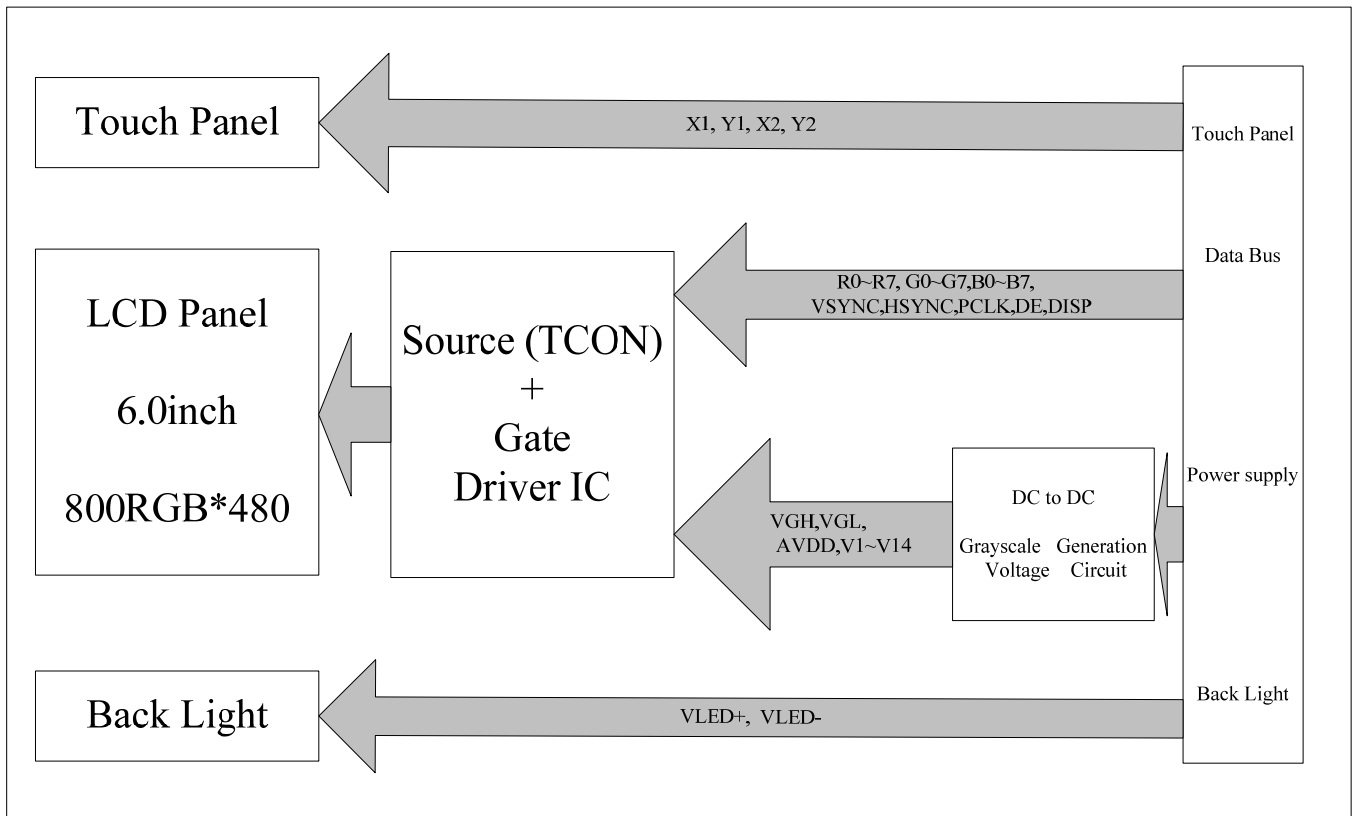 Touch Panel
X1, Y1, X2, Y2
Touch Panel
LCD Panel
6.0inch
800RGB*480
Source (TCON)
+
Gate
Driver IC
R0~R7, G0~G7,B0~B7,
VSYNC,HSYNC,PCLK,DE,DISP
Data Bus
VGH,VGL,
AVDD,V1~V14
DC to DC
Grayscale Generation
Voltage Circuit
Power supply
Back Light
VLED+, VLED-
Back Light